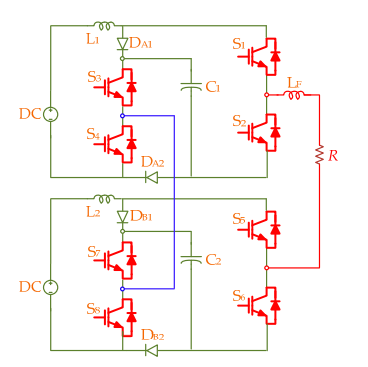 L1
DA1
S1
S3
C1
LF
DC
S2
S4
R
DA2
L2
DB1
S5
S7
C2
DC
S6
S8
DB2